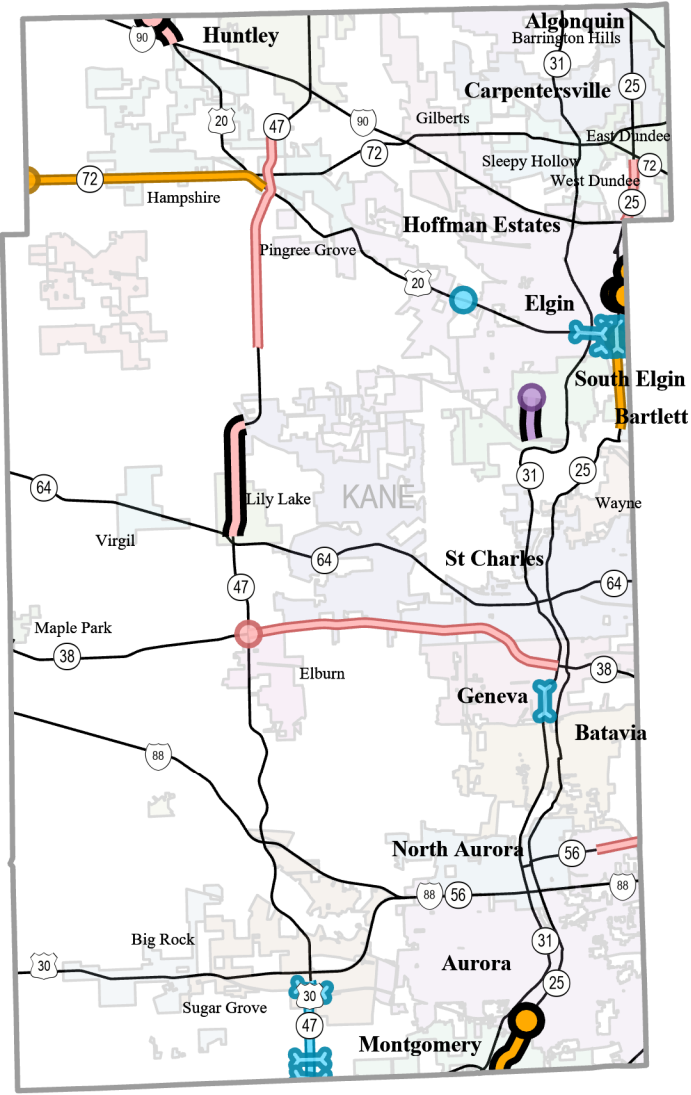 Algonquin
Huntley
90
Barrington Hills
31
25
Carpentersville
20
47
90
Gilberts
East Dundee
72
Sleepy Hollow
72
72
West Dundee
Hampshire
25
Hoffman Estates
Pingree Grove
20
Elgin
South Elgin
Bartlett
31
25
64
KANE
Lily Lake
Wayne
Virgil
64
St Charles
64
47
Maple Park
38
38
Elburn
Geneva
Batavia
88
North Aurora
56
88
56
88
Big Rock
31
30
Aurora
25
30
Sugar Grove
47
Montgomery